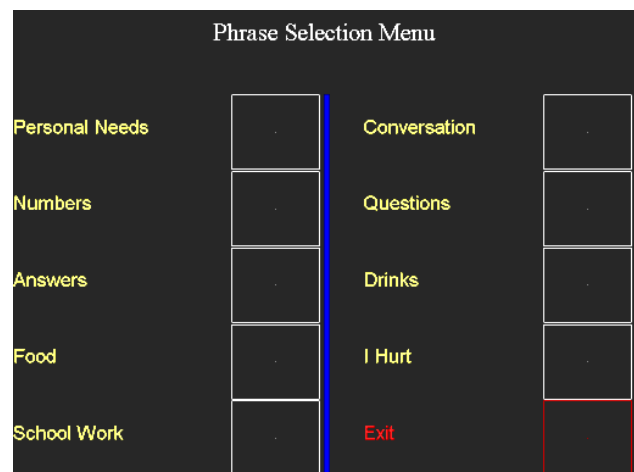 Phrase Selection Menu
Personal Needs
Conversation
Numbers
Questions
Answers
Drinks
Food
I Hurt
School Work
Exit